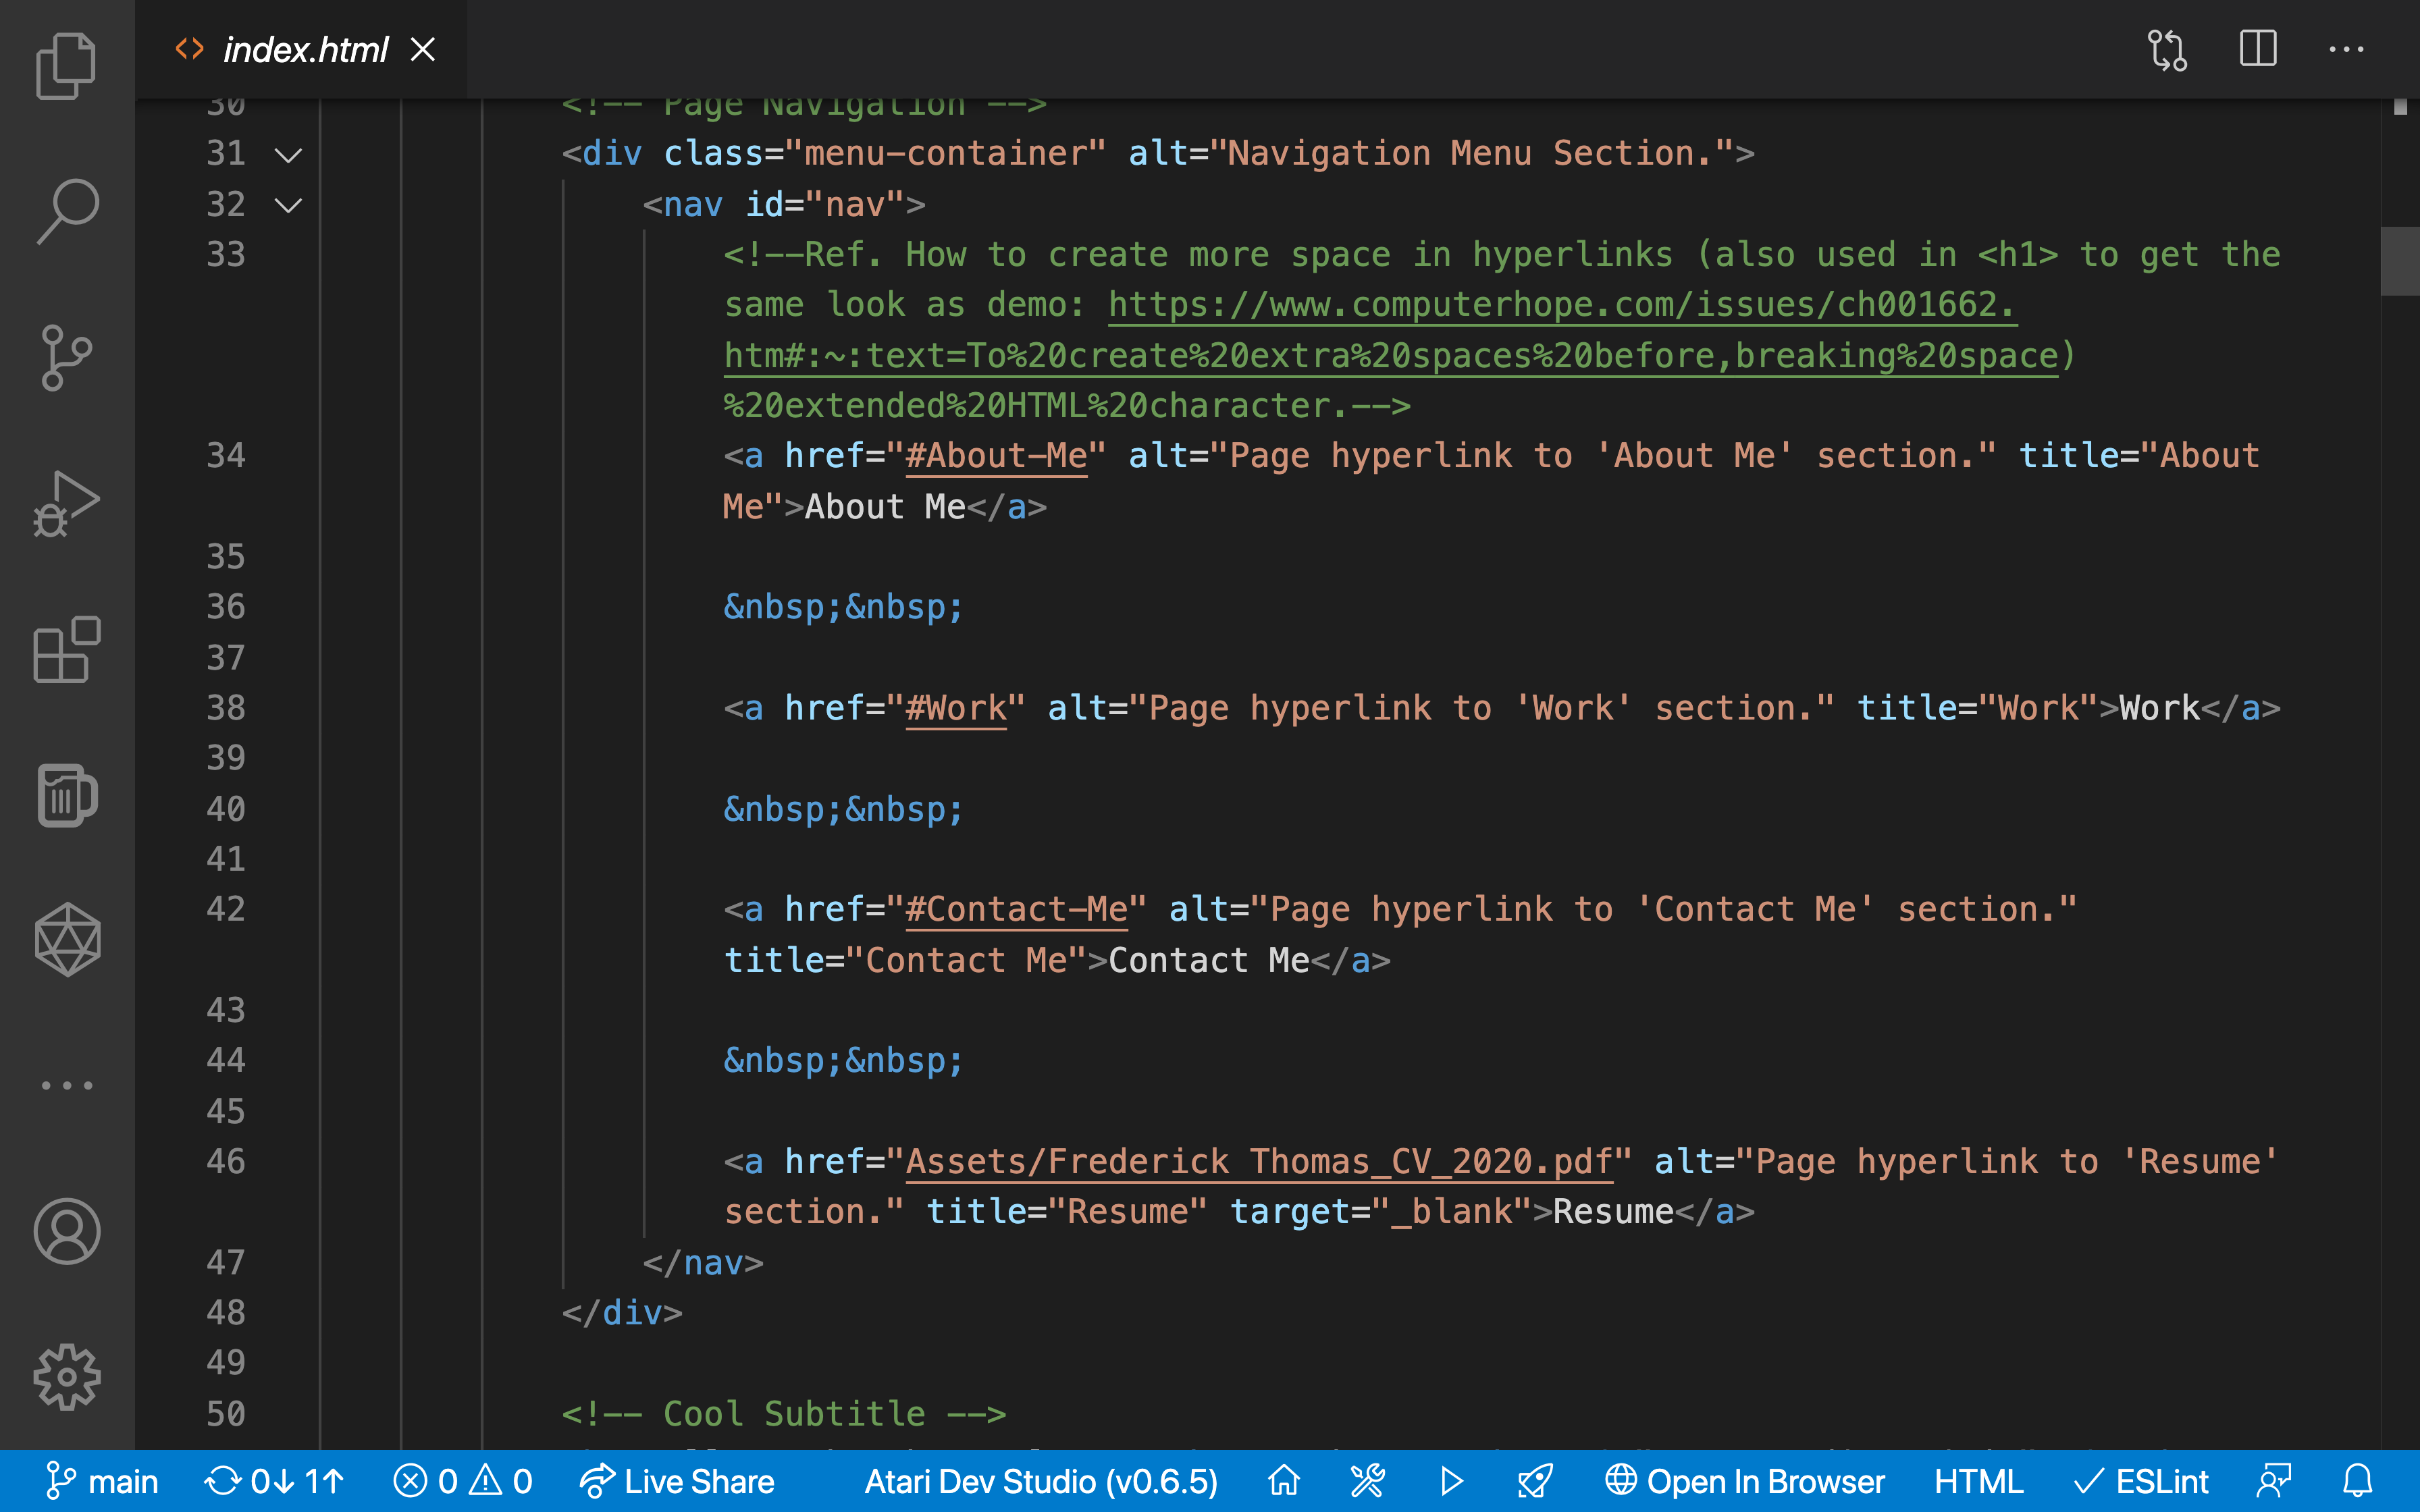 index.html
30 <!-- Page Navigation -->
31 <div class="menu-container" alt="Navigation Menu Section.">
32 <nav id="nav">
33 <!--Ref. How to create more space in hyperlinks (also used in <h1> to get the
same look as demo: https://www.computerhope.com/issues/ch001662.
htm#:~:text=To%20create%20extra%20spaces%20before,breaking%20space)
%20extended%20HTML%20character.-->
34 <a href="#About-Me" alt="Page hyperlink to 'About Me' section." title="About
Me">About Me</a>
35
36 &nbsp;&nbsp;
37
38 <a href="#Work" alt="Page hyperlink to 'Work' section." title="Work">Work</a>
39
40 &nbsp;&nbsp;
41
42 <a href="#Contact-Me" alt="Page hyperlink to 'Contact Me' section."
title="Contact Me">Contact Me</a>
43
44 &nbsp;&nbsp;
45
46 <a href="Assets/Frederick Thomas_CV_2020.pdf" alt="Page hyperlink to 'Resume'
section." title="Resume" target="_blank">Resume</a>
47 </nav>
48 </div>
49
50 <!-- Cool Subtitle -->
main 0↓ 1↑ 0 0 Live Share Atari Dev Studio (v0.6.5) Open In Browser HTML ESLint